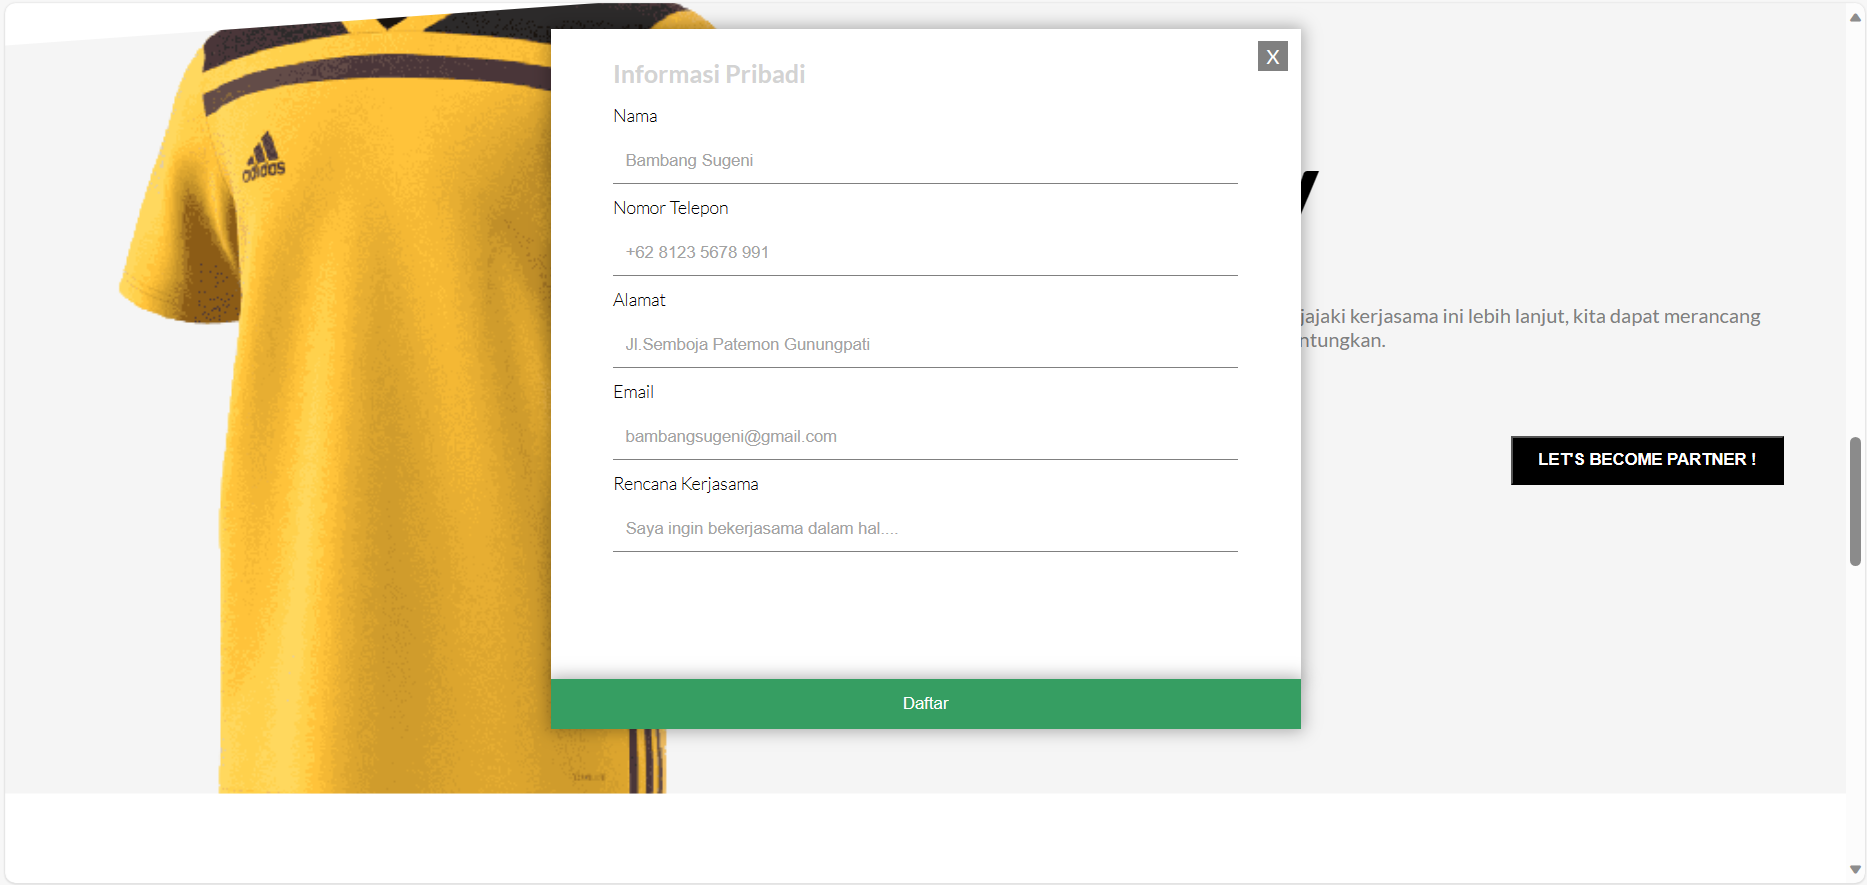 adidas
X
Informasi Pribadi
Nama
Bambang Sugeni
Nomor Telepon
+62 8123 5678 991
Alamat
Jl.Semboja Patemon Gunungpati
Email
bambangsugeni@gmail.com
Rencana Kerjasama
Saya ingin bekerjasama dalam hal....
Daftar
jajaki kerjasama ini lebih lanjut, kita dapat merancang
ntungkan.
LET'S BECOME PARTNER !